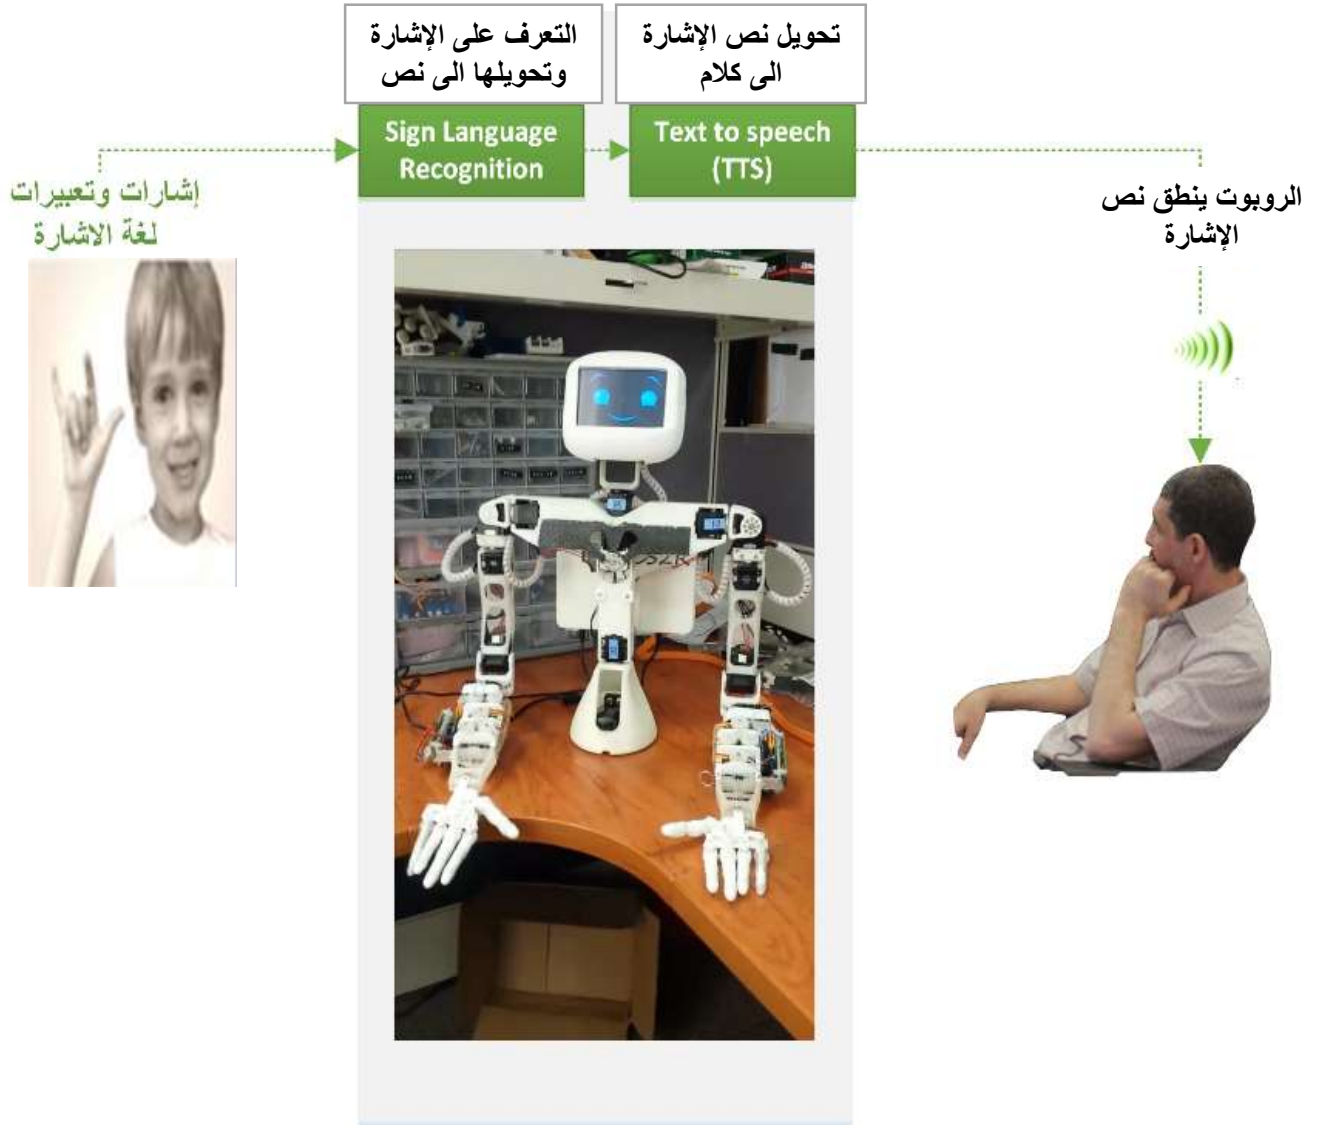 التعرف على الإشارة
وتحويلها الى نص
تحويل نص الإشارة
الى كلام
Sign Language
Recognition
Text to speech
(TTS)
إشارات وتعبيرات
لغة الاشارة
الروبوت ينطق نص
الإشارة